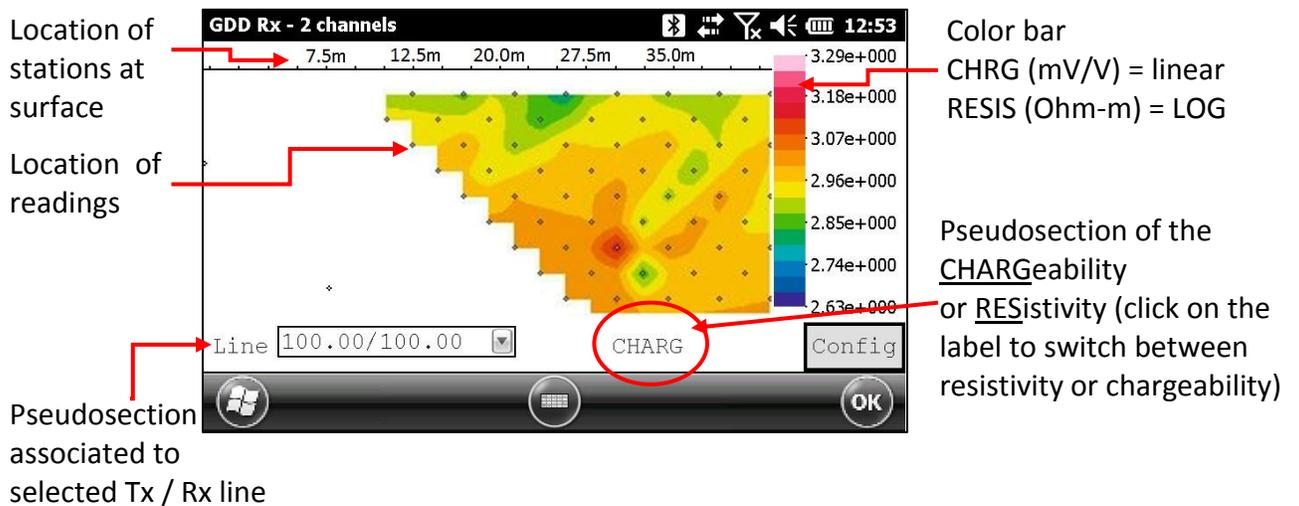 Location of
stations at
surface
Location of
readings
Pseudosection
associated to
selected Tx / Rx line
GDD Rx - 2 channels
12:53
7.5m 12.5m 20.0m 27.5m 35.0m
3.29e+000
3.18e+000
3.07e+000
2.96e+000
2.85e+000
2.74e+000
2.63e+000
Line 100.00/100.00
CHARG
Config
OK
Color bar
CHRG (mV/V) = linear
RESIS (Ohm-m) = LOG
Pseudosection of the
CHARGeability
or RESistivity (click on the
label to switch between
resistivity or chargeability)